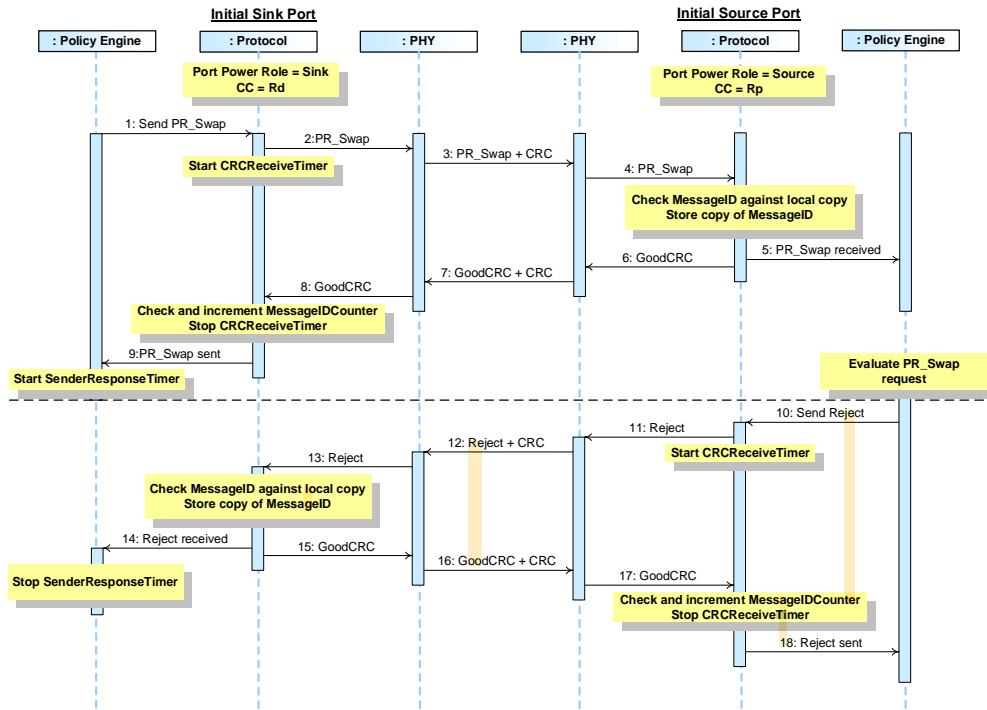 Initial Sink Port
Initial Source Port
: Policy Engine
: Protocol
: PHY
: PHY
: Protocol
: Policy Engine
Port Power Role = Sink
CC = Rd
Port Power Role = Source
CC = Rp
1: Send PR_Swap
2:PR_Swap
Start CRCReceiveTimer
3: PR_Swap + CRC
4: PR_Swap
Check MessageID against local copy
Store copy of MessageID
5: PR_Swap received
6: GoodCRC
7: GoodCRC + CRC
8: GoodCRC
Check and increment MessageIDCounter
Stop CRCReceiveTimer
9:PR_Swap sent
Start SenderResponseTimer
Evaluate PR_Swap
request
10: Send Reject
11: Reject
Start CRCReceiveTimer
12: Reject + CRC
13: Reject
Check MessageID against local copy
Store copy of MessageID
14: Reject received
15: GoodCRC
16: GoodCRC + CRC
Stop SenderResponseTimer
17: GoodCRC
Check and increment MessageIDCounter
Stop CRCReceiveTimer
18: Reject sent